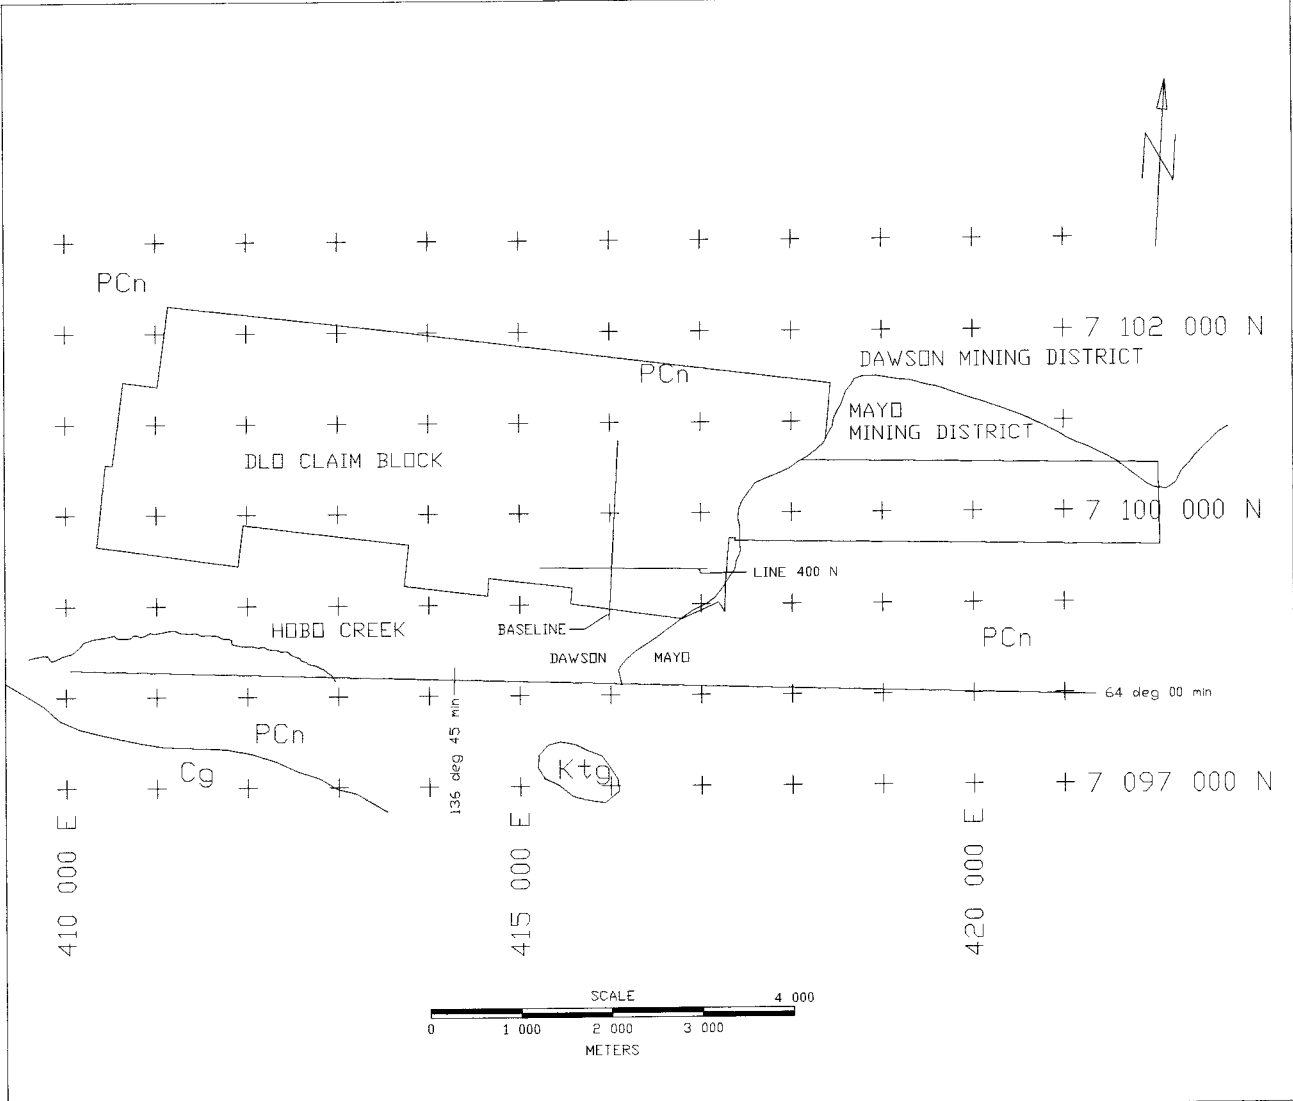 N
PCn
7 102 000 N
DAWSON MINING DISTRICT
PCn
MAYO
MINING DISTRICT
DLO CLAIM BLOCK
7 100 000 N
LINE 400 N
HOBO CREEK
BASELINE
PCn
DAWSON
MAYO
64 deg 00 min
136 deg 45 min
PCn
Cg
Ktg
7 097 000 N
410 000 E
415 000 E
420 000 E
SCALE
4 000
0
1 000
2 000
3 000
METERS